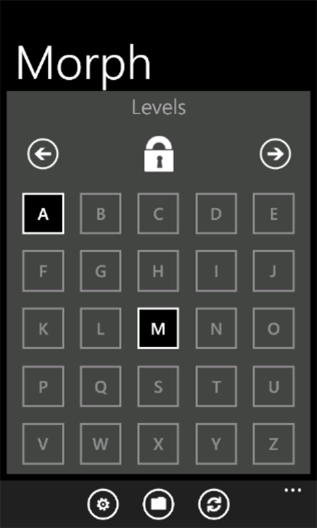 Morph
Levels
A B C D E
F G H I J
K L M N O
P Q S T U
V W X Y Z